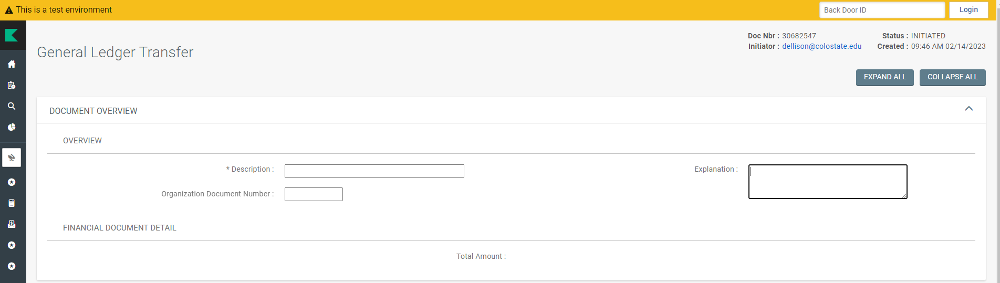 This is a test environment
Back Door ID
Login
Doc Nbr : 30682547
Status : INITIATED
Initiator : dellison@colostate.edu
Created : 09:46 AM 02/14/2023
General Ledger Transfer
EXPAND ALL
COLLAPSE ALL
DOCUMENT OVERVIEW
OVERVIEW
* Description :
Explanation :
Organization Document Number :
FINANCIAL DOCUMENT DETAIL
Total Amount :